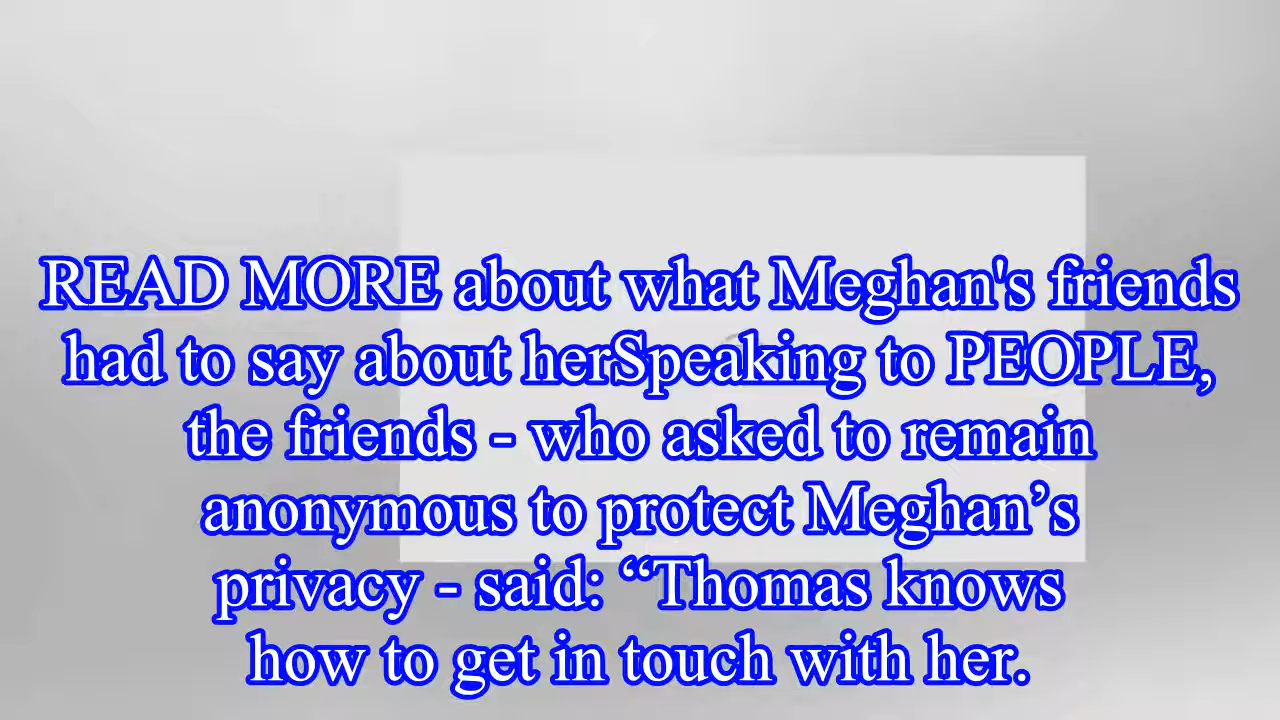 READ MORE about what Meghan's friends
had to say about herSpeaking to PEOPLE,
the friends - who asked to remain
anonymous to protect Meghan’s
privacy - said: “Thomas knows
how to get in touch with her.